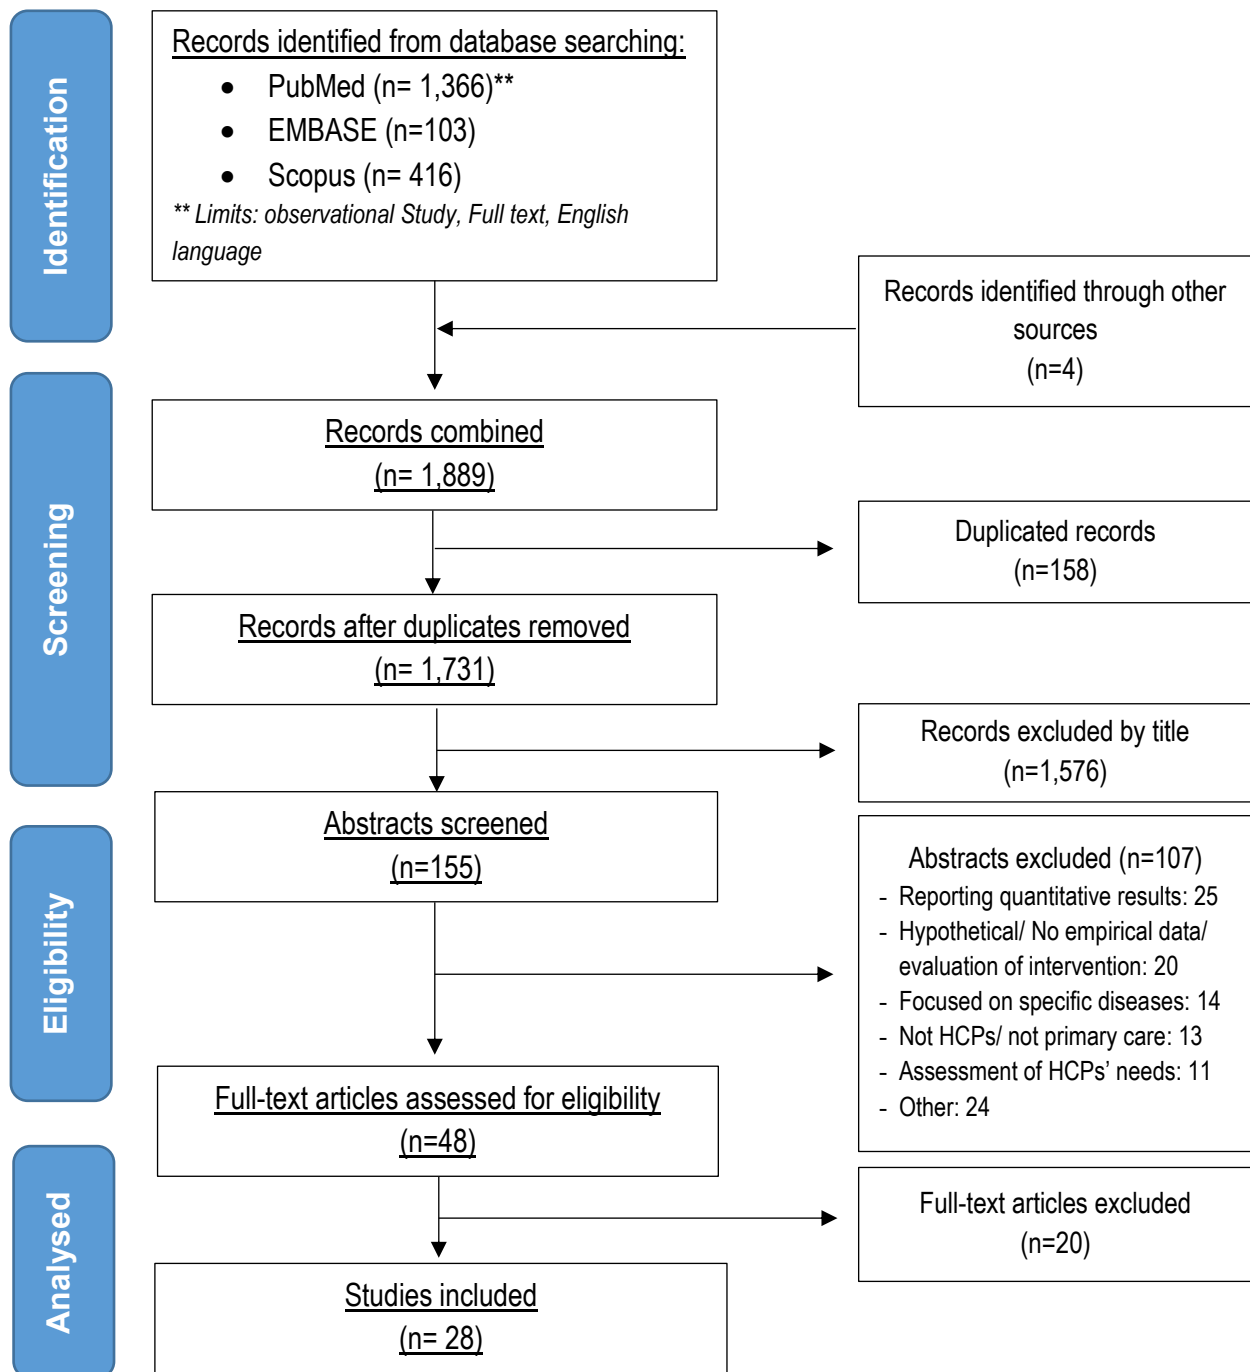 Identification
Records identified from database searching:
• PubMed (n= 1,366)**
• EMBASE (n=103)
• Scopus (n= 416)
** Limits: observational Study, Full text, English
language
Records identified through other
sources
(n=4)
Screening
Records combined
(n= 1,889)
Duplicated records
(n=158)
Records after duplicates removed
(n= 1,731)
Records excluded by title
(n=1,576)
Eligibility
Abstracts screened
(n=155)
Abstracts excluded (n=107)
- Reporting quantitative results: 25
- Hypothetical/ No empirical data/
evaluation of intervention: 20
- Focused on specific diseases: 14
- Not HCPs/ not primary care: 13
- Assessment of HCPs’ needs: 11
- Other: 24
Full-text articles assessed for eligibility
(n=48)
Analysed
Full-text articles excluded
(n=20)
Studies included
(n= 28)